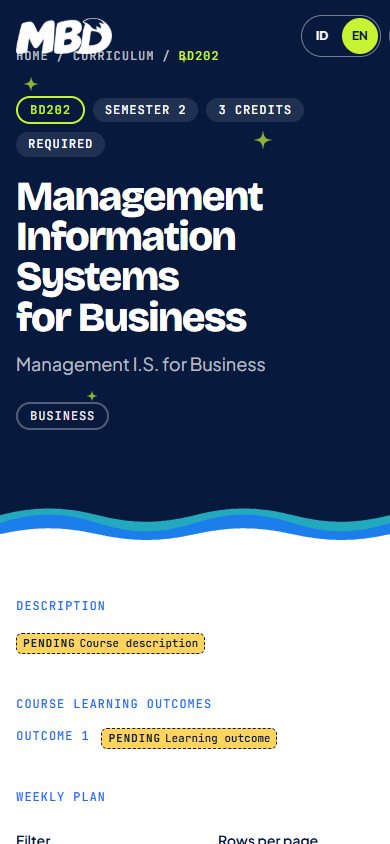 MBD
ID EN
HOME / CURRICULUM / BD202
BD202 SEMESTER 2 3 CREDITS
REQUIRED
Management
Information
Systems
for Business
Management I.S. for Business
BUSINESS
DESCRIPTION
PENDING Course description
COURSE LEARNING OUTCOMES
OUTCOME 1 PENDING Learning outcome
WEEKLY PLAN
Filter Rows per page